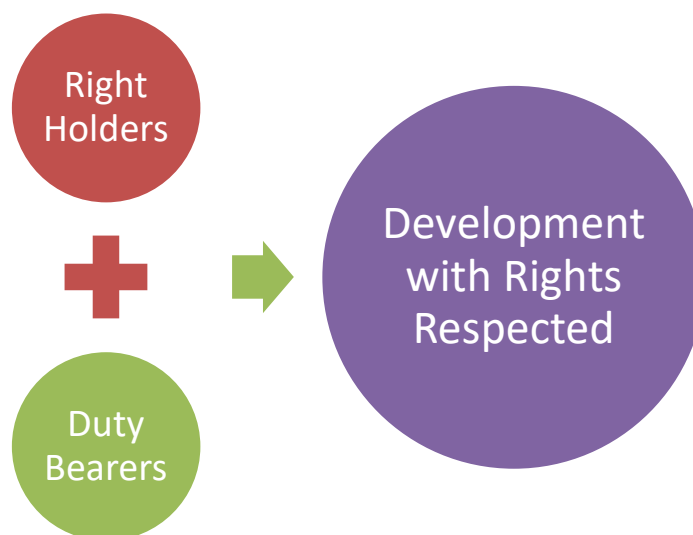 Right
Holders
Duty
Bearers
Development
with Rights
Respected